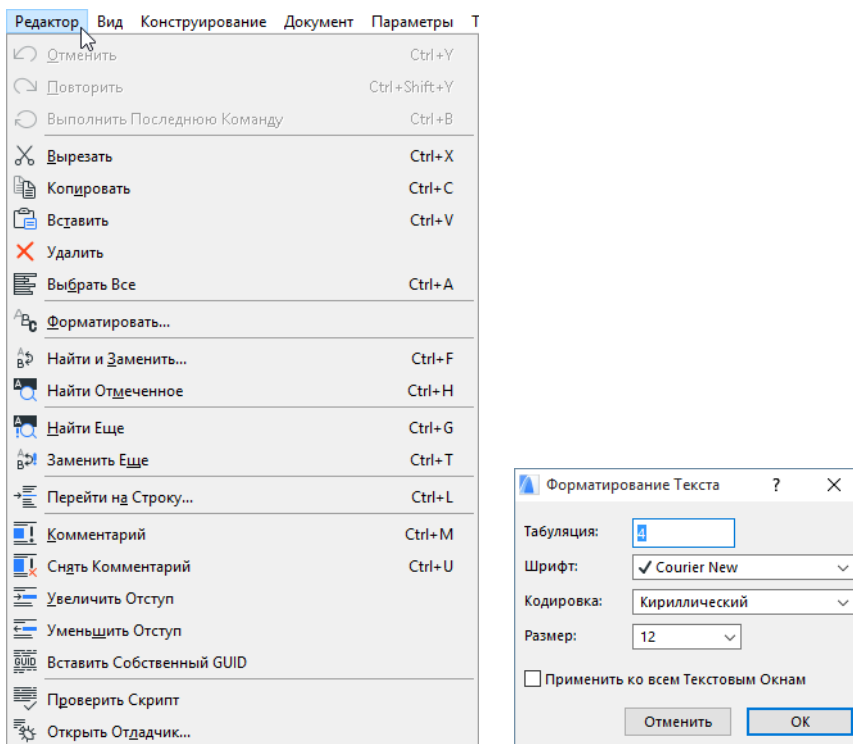 Редактор Вид Конструирование Документ Параметры Т
Отменить Ctrl+Y
Повторить Ctrl+Shift+Y
Выполнить Последнюю Команду Ctrl+B
Вырезать Ctrl+X
Копировать Ctrl+C
Вставить Ctrl+V
Удалить
Выбрать Все Ctrl+A
Форматировать...
Найти и Заменить... Ctrl+F
Найти Отмеченное Ctrl+H
Найти Еще Ctrl+G
Заменить Еще Ctrl+T
Перейти на Строку... Ctrl+L
Комментарий Ctrl+M
Снять Комментарий Ctrl+U
Увеличить Отступ
Уменьшить Отступ
Вставить Собственный GUID
Проверить Скрипт
Открыть Отладчик...
Форматирование Текста ?
Табуляция: 4
Шрифт: Courier New
Кодировка: Кириллический
Размер: 12
Применить ко всем Текстовым Окнам
Отменить OK